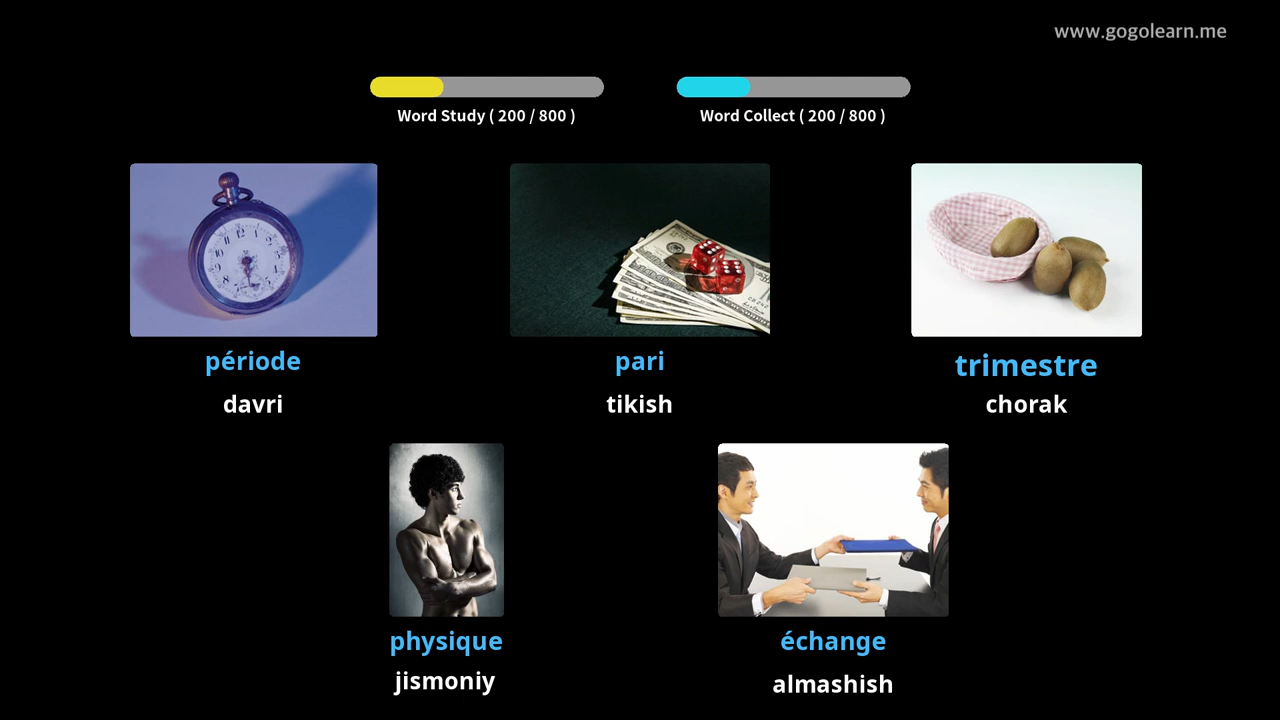 www.gogolearn.me
Word Study ( 200 / 800 )
Word Collect ( 200 / 800 )
période
pari
trimestre
davri
tikish
chorak
physique
échange
jismoniy
almashish